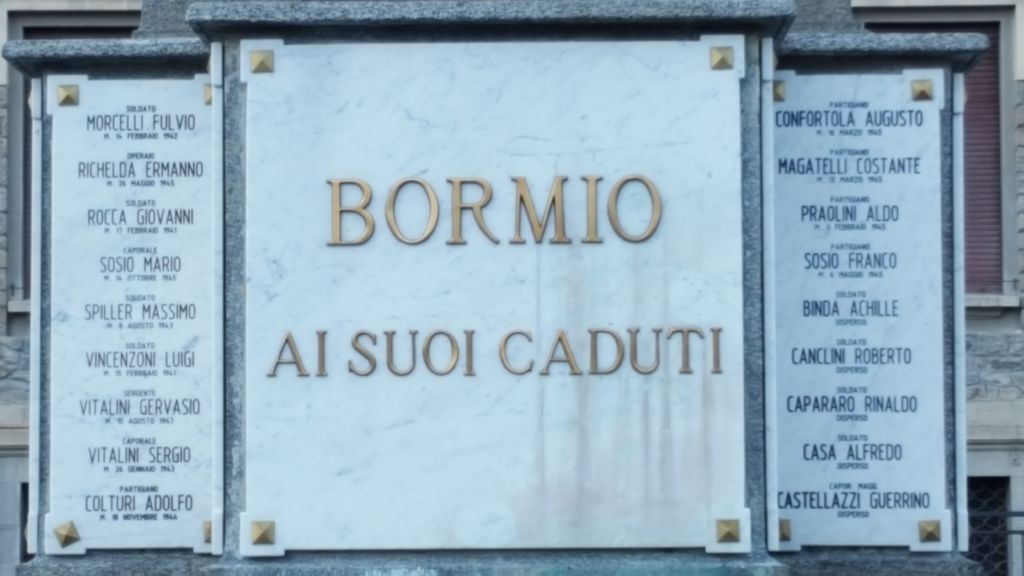 SOLDATO
MORCELLI FULVIO
M. 14 FEBBRAIO 1942
OPERAIO
RICHELDA ERMANNO
M. 26 MAGGIO 1945
SOLDATO
ROCCA GIOVANNI
M. 17 FEBBRAIO 1941
CAPORALE
SOSIO MARIO
M. 14 OTTOBRE 1945
SOLDATO
SPILLER MASSIMO
M. 8 AGOSTO 1943
SOLDATO
VINCENZONI LUIGI
M. 15 FEBBRAIO 1941
SERGENTE
VITALINI GERVASIO
M. 15 AGOSTO 1947
CAPORALE
VITALINI SERGIO
M. 26 GENNAIO 1943
PARTIGIANO
COLTURI ADOLFO
M. 18 NOVEMBRE 1944
BORMIO
AI SUOI CADUTI
PARTIGIANO
CONFORTOLA AUGUSTO
M. 16 MARZO 1945
PARTIGIANO
MAGATELLI COSTANTE
M. 13 MARZO 1945
PARTIGIANO
PRAOLINI ALDO
M. 3 FEBBRAIO 1945
PARTIGIANO
SOSIO FRANCO
M. 6 MAGGIO 1945
SOLDATO
BINDA ACHILLE
DISPERSO
SOLDATO
CANCLINI ROBERTO
DISPERSO
SOLDATO
CAPARARO RINALDO
DISPERSO
SOLDATO
CASA ALFREDO
DISPERSO
CAPOR. MAGG.
CASTELLAZZI GUERRINO
DISPERSO